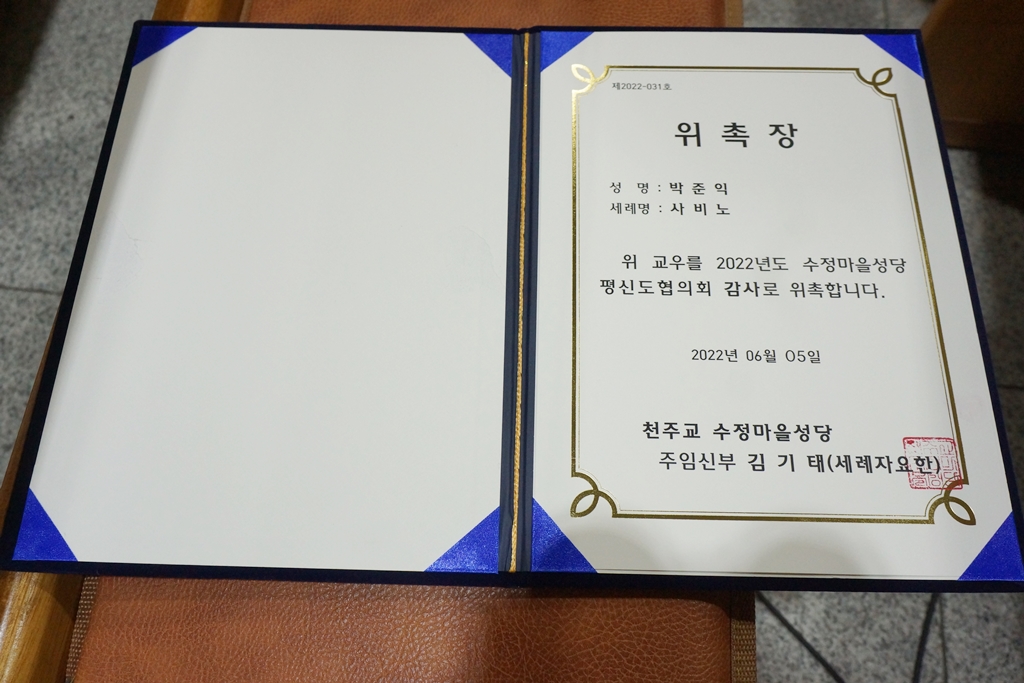 제2022-031호
위 촉 장
성 명 : 박 준 익
세례명 : 사 비 노
위 교우를 2022년도 수정마을성당
평신도협의회 감사로 위촉합니다.
2022년 06월 05일
천주교 수정마을성당
주임신부 김 기 태(세례자요한)